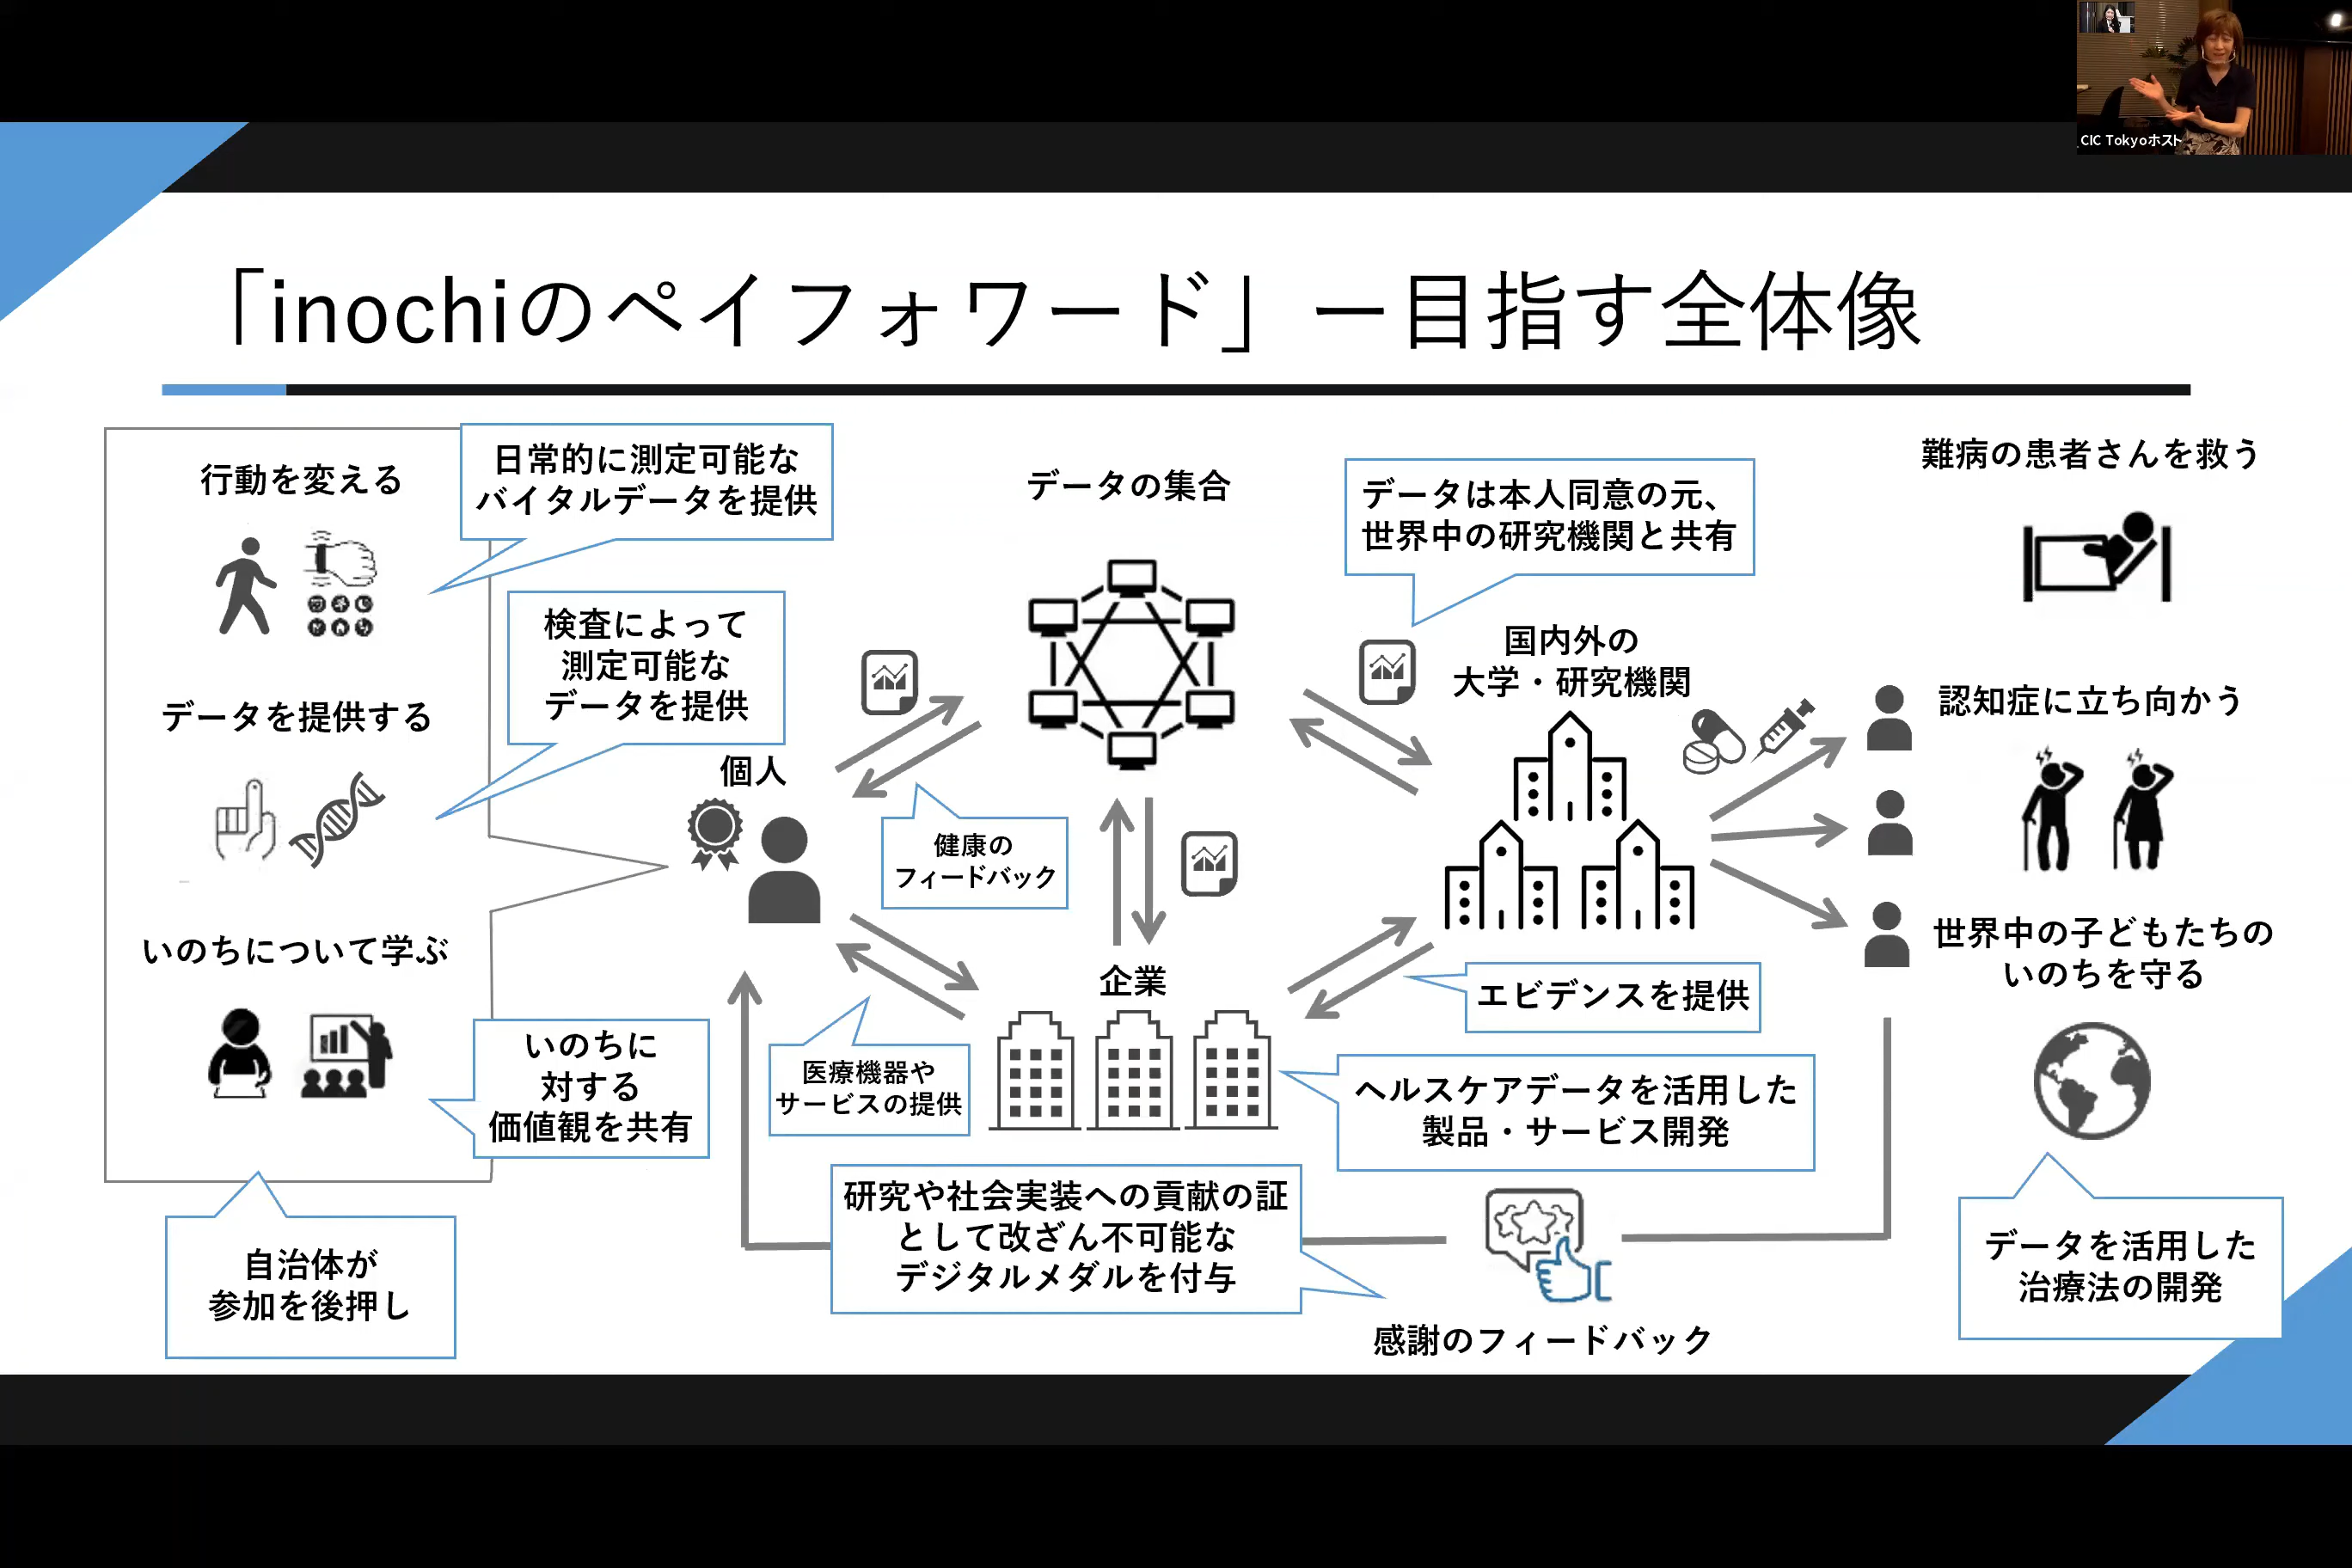 CIC Tokyoホスト
「inochiのペイフォワード」－目指す全体像
行動を変える
日常的に測定可能な
バイタルデータを提供
データを提供する
検査によって
測定可能な
データを提供
いのちについて学ぶ
いのちに
対する
価値観を共有
自治体が
参加を後押し
個人
データの集合
健康の
フィードバック
企業
医療機器や
サービスの提供
データは本人同意の元、
世界中の研究機関と共有
国内外の
大学・研究機関
エビデンスを提供
ヘルスケアデータを活用した
製品・サービス開発
研究や社会実装への貢献の証
として改ざん不可能な
デジタルメダルを付与
感謝のフィードバック
難病の患者さんを救う
認知症に立ち向かう
世界中の子どもたちの
いのちを守る
データを活用した
治療法の開発